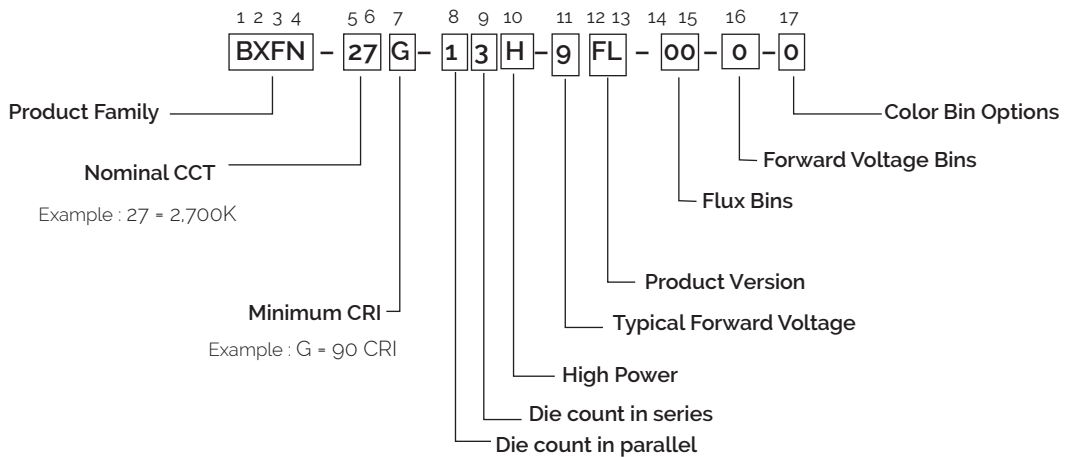 1 2 3 4 5 6 7 8 9 10 11 12 13 14 15 16 17
BXFN - 27 G - 1 3 H - 9 FL - 00 - 0 - 0
Product Family
Color Bin Options
Nominal CCT
Forward Voltage Bins
Example : 27 = 2,700K
Flux Bins
Product Version
Minimum CRI
Typical Forward Voltage
Example : G = 90 CRI
High Power
Die count in series
Die count in parallel